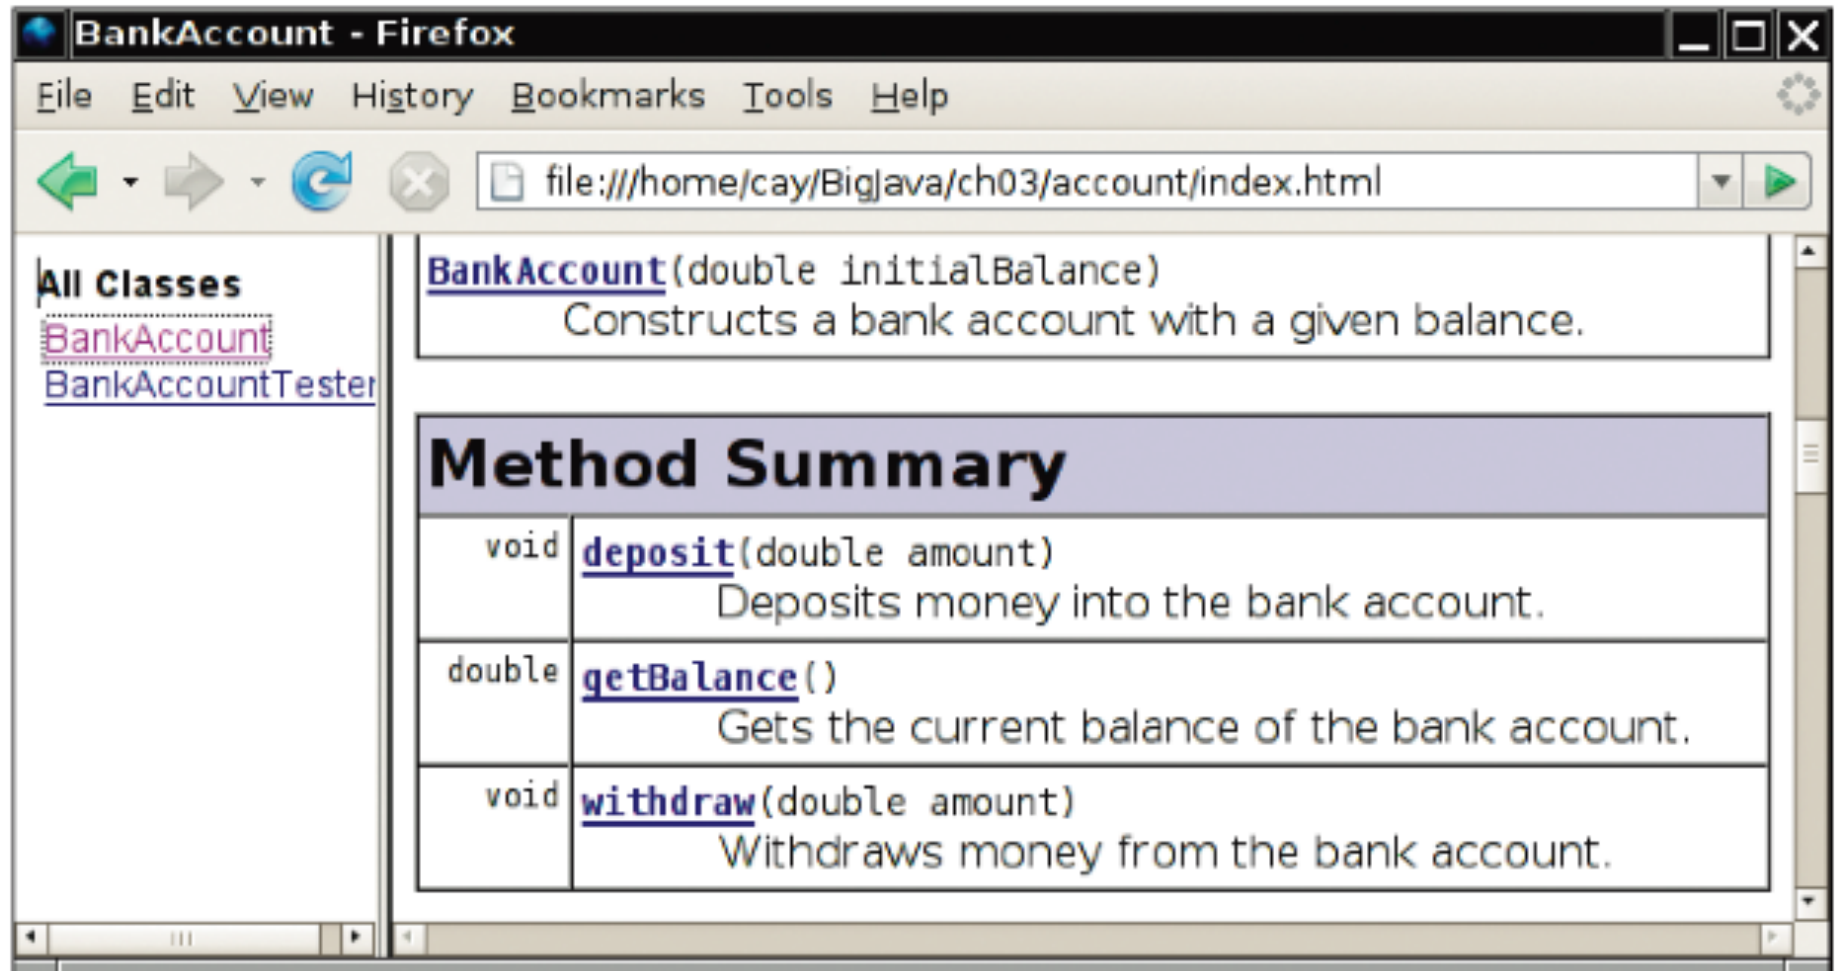 BankAccount - Firefox
File Edit View History Bookmarks Tools Help
file:///home/cay/BigJava/ch03/account/index.html
All Classes
BankAccount
BankAccountTester
BankAccount(double initialBalance)
Constructs a bank account with a given balance.
Method Summary
void deposit(double amount)
Deposits money into the bank account.
double getBalance()
Gets the current balance of the bank account.
void withdraw(double amount)
Withdraws money from the bank account.